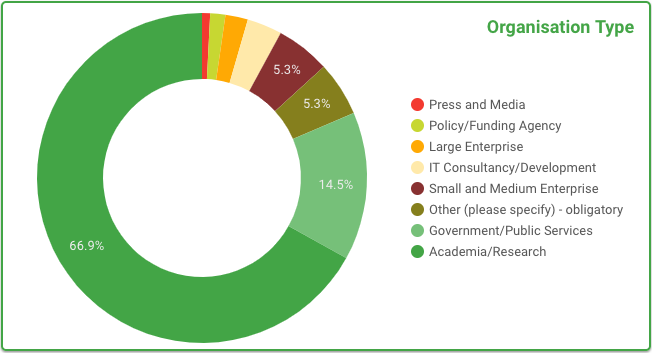 Organisation Type
5.3%
5.3%
14.5%
66.9%
Press and Media
Policy/Funding Agency
Large Enterprise
IT Consultancy/Development
Small and Medium Enterprise
Other (please specify) - obligatory
Government/Public Services
Academia/Research